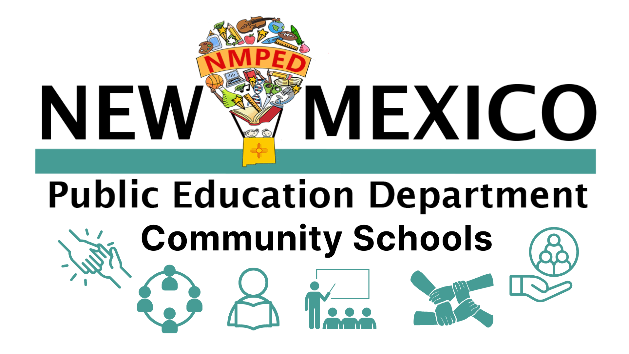 NMPED
NEW MEXICO
Public Education Department
Community Schools